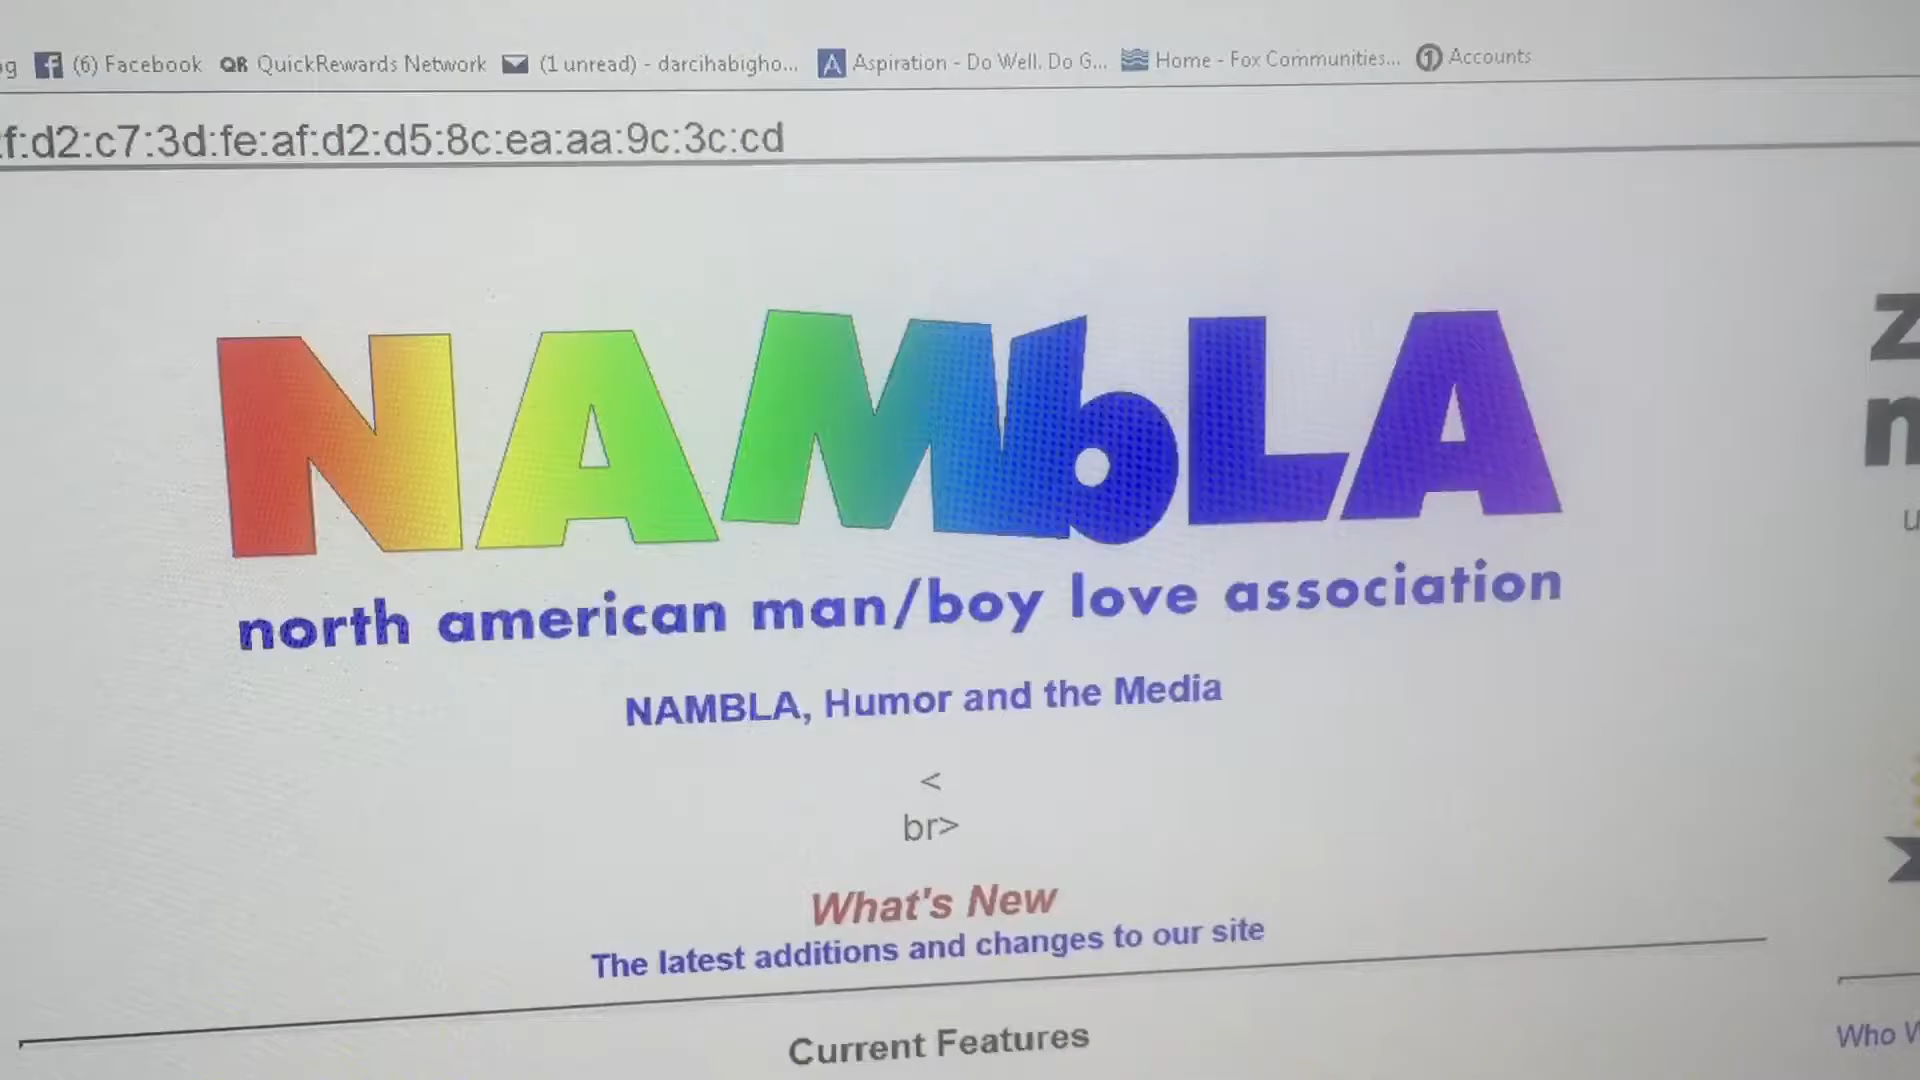 (6) Facebook QR QuickRewards Network (1 unread) - darcihabigho... A Aspiration - Do Well. Do G... Home - Fox Communities... Accounts
f:d2:c7:3d:fe:af:d2:d5:8c:ea:aa:9c:3c:cd
NAMbLA
north american man/boy love association
NAMBLA, Humor and the Media
<
br>
What's New
The latest additions and changes to our site
Current Features
Who